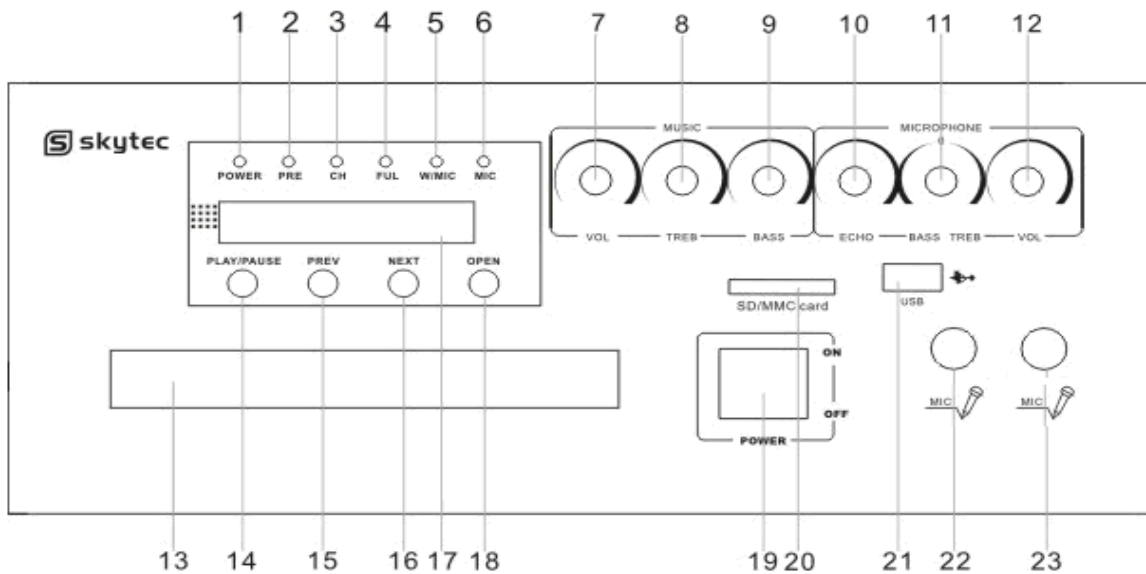 1 2 3 4 5 6 7 8 9 10 11 12
skytec
MUSIC MICROPHONE
POWER PRE CH FUL W/MIC MIC
VOL TREB BASS ECHO BASS TREB VOL
PLAY/PAUSE PREV NEXT OPEN
SD/MMC card
USB
ON
OFF
POWER
MIC MIC
13 14 15 16 17 18 19 20 21 22 23